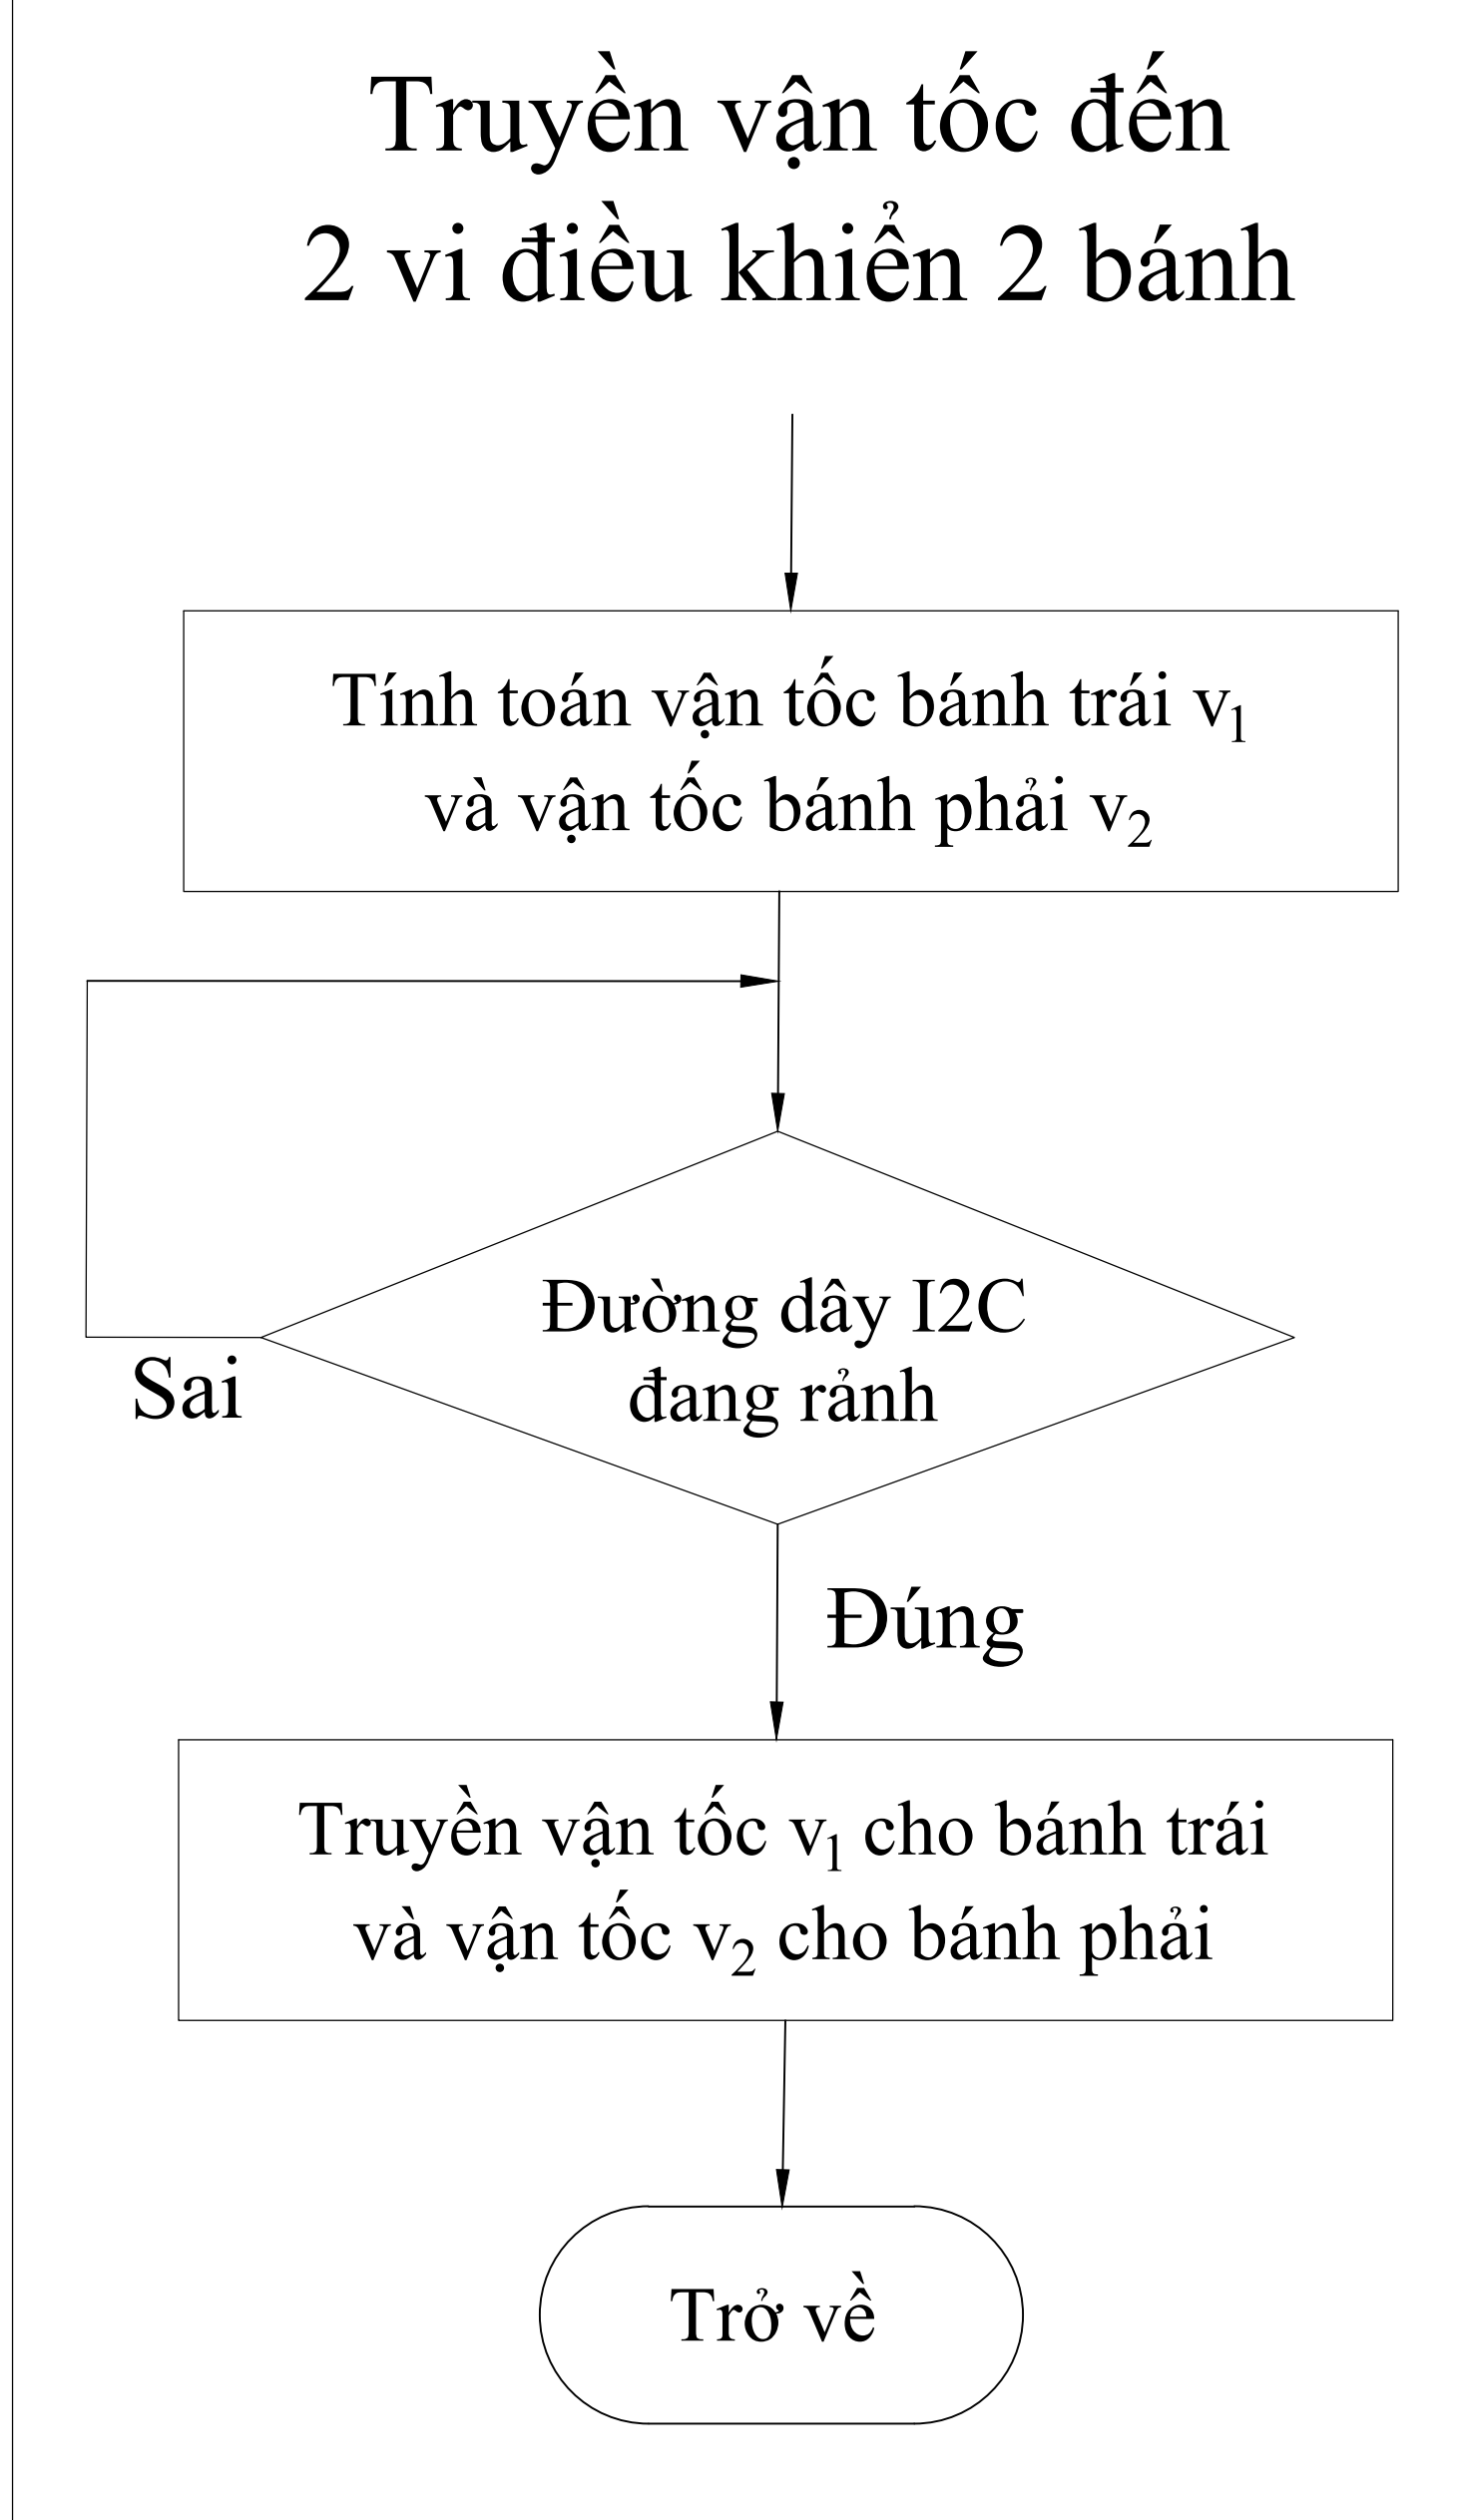 Truyền vận tốc đến
2 vi điều khiển 2 bánh
Tính toán vận tốc bánh trái v₁
và vận tốc bánh phải v₂
Đường dây I2C
đang rảnh
Sai
Đúng
Truyền vận tốc v₁ cho bánh trái
và vận tốc v₂ cho bánh phải
Trở về